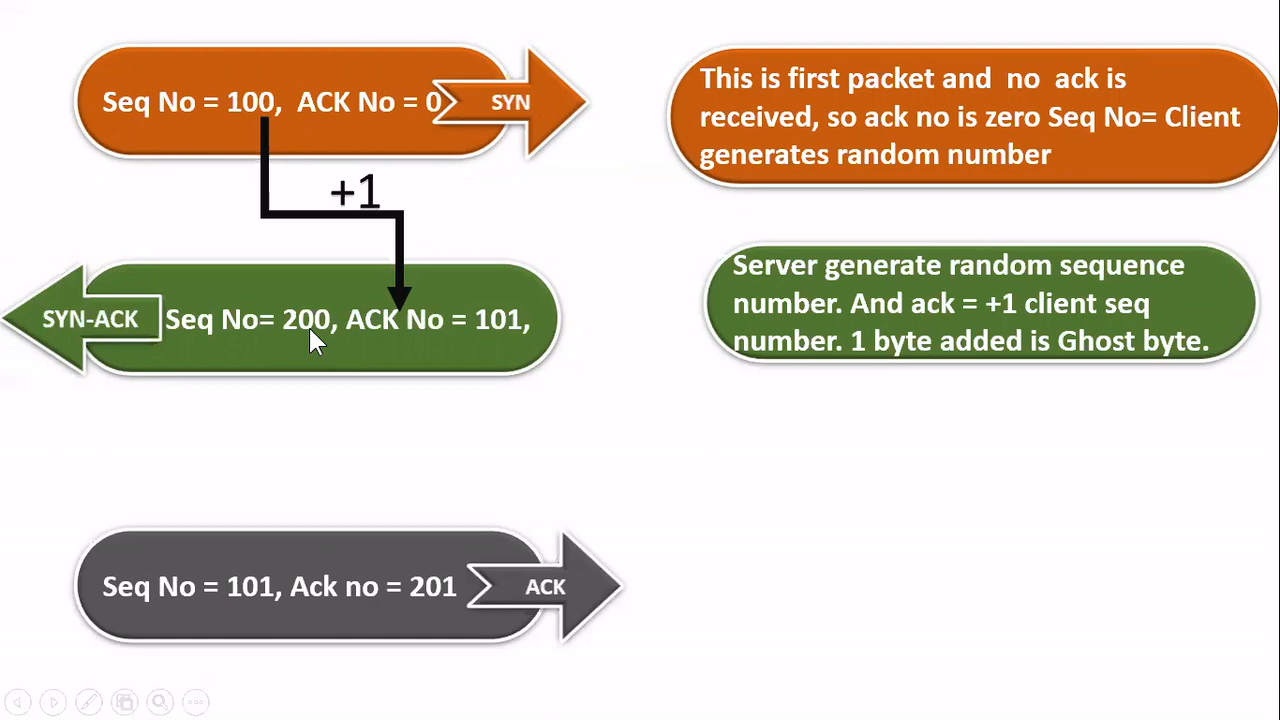 Seq No = 100,  ACK No = 0
SYN
This is first packet and  no  ack is
received, so ack no is zero Seq No= Client
generates random number
+1
SYN-ACK
Seq No= 200, ACK No = 101,
Server generate random sequence
number. And ack = +1 client seq
number. 1 byte added is Ghost byte.
Seq No = 101, Ack no = 201
ACK